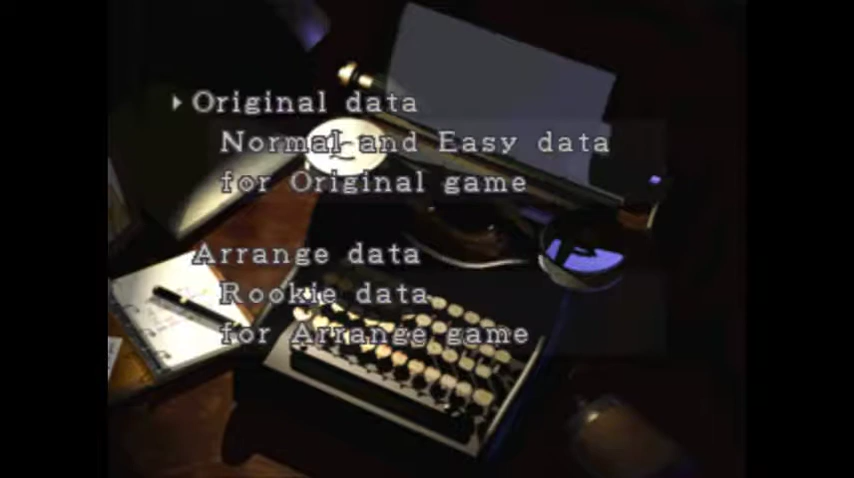 Original data
Normal and Easy data
for Original game
Arrange data
Rookie data
for Arrange game